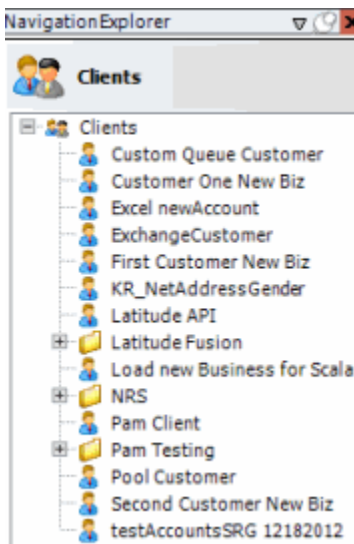 NavigationExplorer
Clients
Clients
Custom Queue Customer
Customer One New Biz
Excel newAccount
ExchangeCustomer
First Customer New Biz
KR_NetAddressGender
Latitude API
Latitude Fusion
Load new Business for Scala
NRS
Pam Client
Pam Testing
Pool Customer
Second Customer New Biz
testAccountsSRG 12182012